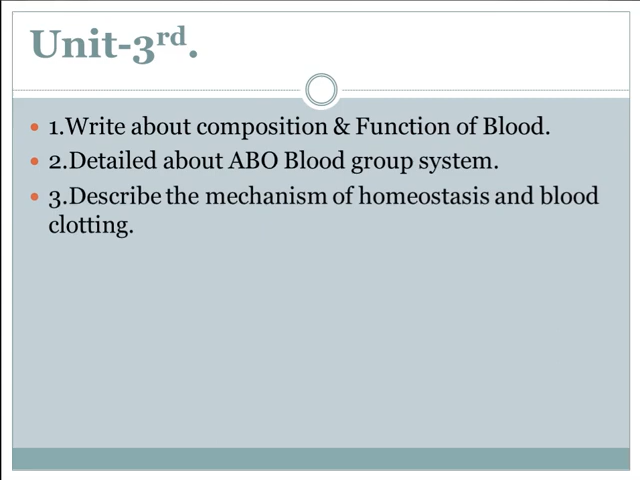 Unit-3rd.
• 1.Write about composition & Function of Blood.
• 2.Detailed about ABO Blood group system.
• 3.Describe the mechanism of homeostasis and blood
clotting.